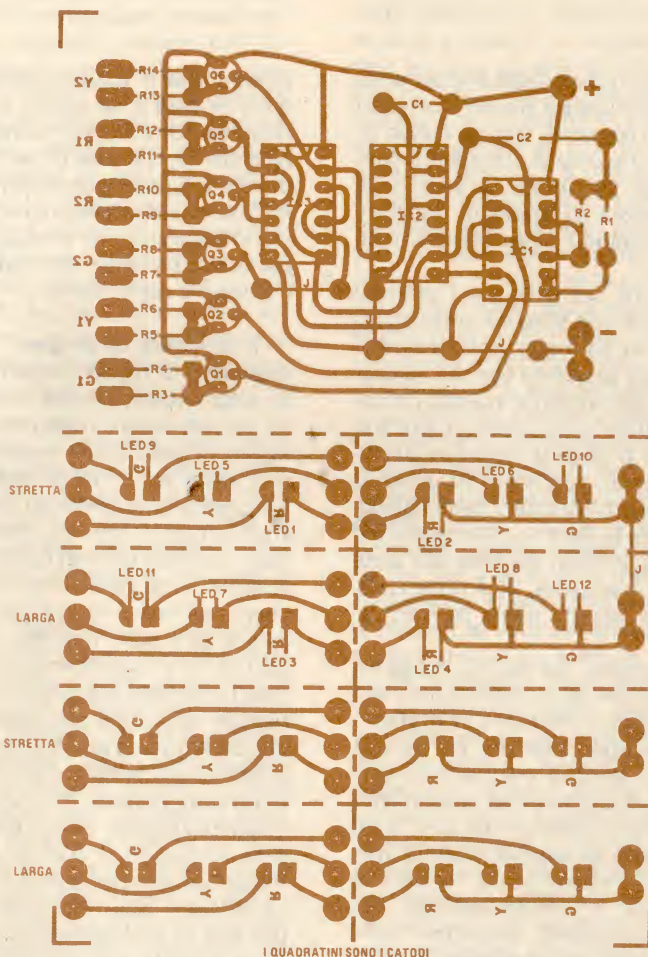 R14
Y2
Q6
R13
C1
+
R12
Q5
R1
C2
R11
R10
IC3
IC2
R2
Q4
R9
R2
R1
IC1
R8
G2
Q3
R7
J
R6
Y1
Q2
J
R5
J
-
R4
G1
Q1
R3
LED 9
LED 10
G
LED 5
LED 6
STRETTA
Y
R
R
Y
G
LED 1
LED 2
LED 11
LED 8
J
G
LED 7
LED 12
LARGA
Y
R
R
Y
G
LED 3
LED 4
G
STRETTA
Y
R
R
Y
G
G
LARGA
Y
R
R
Y
G
I QUADRATINI SONO I CATODI